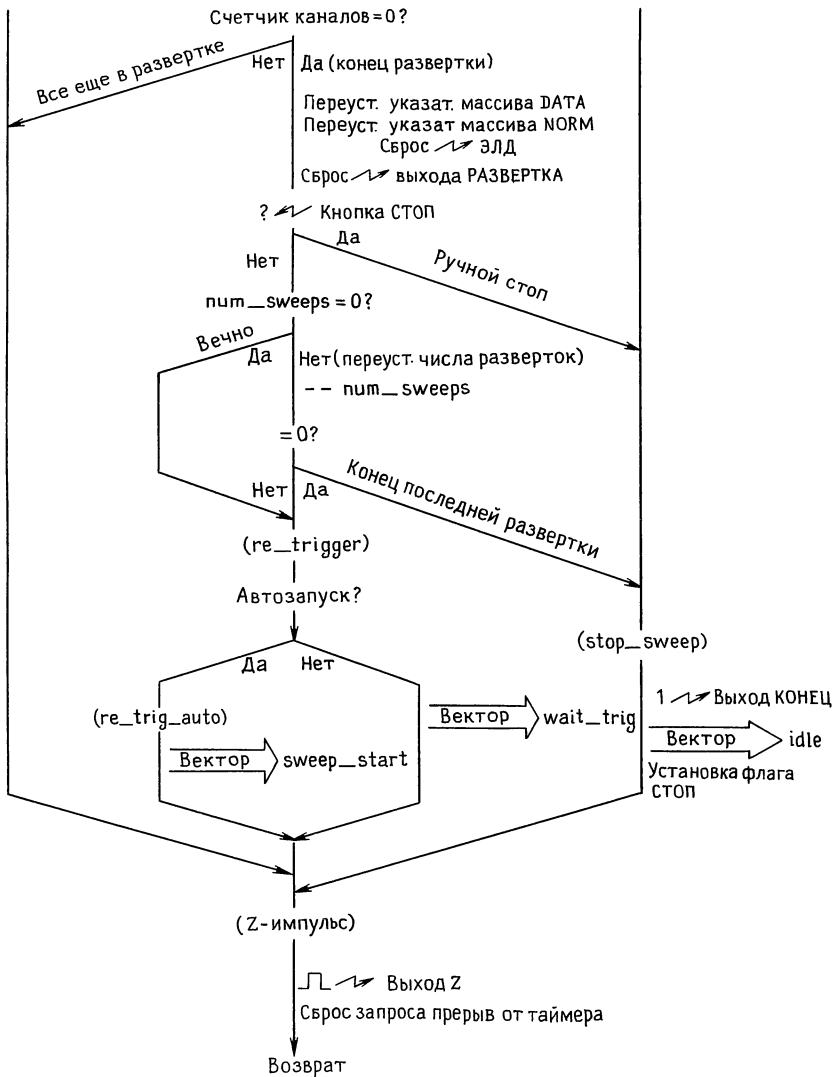 Счетчик каналов = 0?
Все еще в развертке
Нет
Да (конец развертки)
Переуст. указат. массива DATA
Переуст. указат массива NORM
Сброс ЭЛД
Сброс выхода РАЗВЕРТКА
? Кнопка СТОП
Да
Нет
Ручной стоп
num_sweeps = 0?
Вечно
Да
Нет (переуст. числа разверток)
-- num_sweeps
= 0?
Нет
Да
Конец последней развертки
(re_trigger)
Автозапуск?
(stop_sweep)
Да
Нет
1 Выход КОНЕЦ
(re_trig_auto)
Вектор
wait_trig
Вектор
idle
Вектор
sweep_start
Установка флага
СТОП
(Z-импульс)
Выход Z
Сброс запроса прерыв от таймера
Возврат